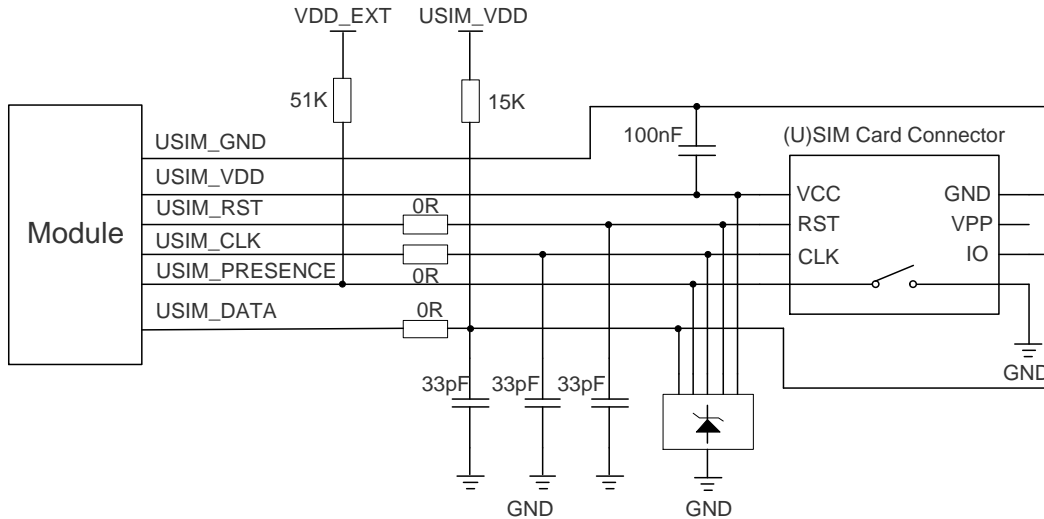 VDD_EXT USIM_VDD
51K 15K
100nF (U)SIM Card Connector
USIM_GND
USIM_VDD VCC GND
USIM_RST 0R RST VPP
Module
USIM_CLK CLK IO
USIM_PRESENCE 0R
USIM_DATA 0R
GND
33pF 33pF 33pF
GND GND